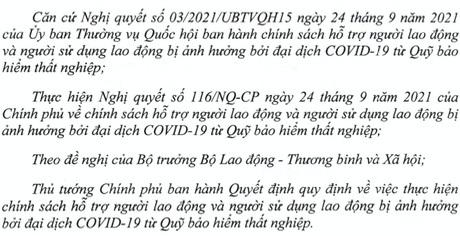 Căn cứ Nghị quyết số 03/2021/UBTVQH15 ngày 24 tháng 9 năm 2021
của Ủy ban Thường vụ Quốc hội ban hành chính sách hỗ trợ người lao động
và người sử dụng lao động bị ảnh hưởng bởi đại dịch COVID-19 từ Quỹ bảo
hiểm thất nghiệp;
Thực hiện Nghị quyết số 116/NQ-CP ngày 24 tháng 9 năm 2021 của
Chính phủ về chính sách hỗ trợ người lao động và người sử dụng lao động bị
ảnh hưởng bởi đại dịch COVID-19 từ Quỹ bảo hiểm thất nghiệp;
Theo đề nghị của Bộ trưởng Bộ Lao động - Thương binh và Xã hội;
Thủ tướng Chính phủ ban hành Quyết định quy định về việc thực hiện
chính sách hỗ trợ người lao động và người sử dụng lao động bị ảnh hưởng
bởi đại dịch COVID-19 từ Quỹ bảo hiểm thất nghiệp.